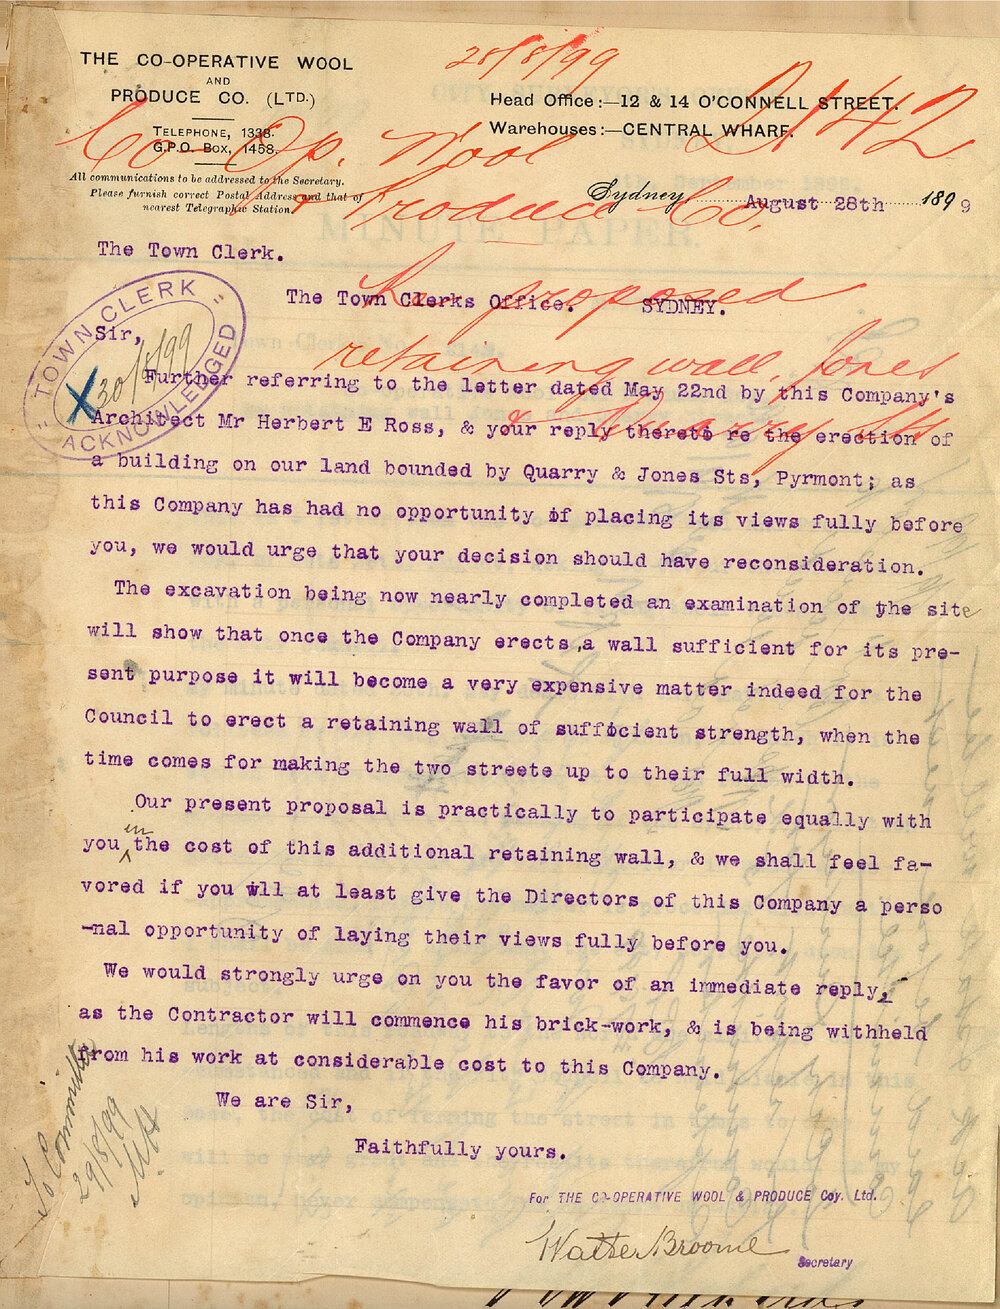 THE CO-OPERATIVE WOOL
AND
PRODUCE CO. (LTD.)
TELEPHONE, 1338.
G.P.O. BOX, 1458.
All communications to be addressed to the Secretary.
Please furnish correct Postal Address and that of
nearest Telegraphic Station.
28/8/99
Head Office:—12 & 14 O'CONNELL STREET.
Warehouses:—CENTRAL WHARF.
2142
Co-Op. Wool
& Produce Co.
Sydney August 28th 1899
re proposed
retaining wall, Jones
& Quarry Sts
The Town Clerk.
The Town Clerks Office. SYDNEY.
"TOWN CLERK"
30/8/99
ACKNOWLEDGED
X
Sir,
Further referring to the letter dated May 22nd by this Company's
Architect Mr Herbert E Ross, & your reply thereto re the erection of
a building on our land bounded by Quarry & Jones Sts, Pyrmont; as
this Company has had no opportunity of placing its views fully before
you, we would urge that your decision should have reconsideration.
The excavation being now nearly completed an examination of the site
will show that once the Company erects a wall sufficient for its pre-
sent purpose it will become a very expensive matter indeed for the
Council to erect a retaining wall of sufficient strength, when the
time comes for making the two streete up to their full width.
Our present proposal is practically to participate equally with
you in the cost of this additional retaining wall, & we shall feel fa-
vored if you will at least give the Directors of this Company a perso
-nal opportunity of laying their views fully before you.
We would strongly urge on you the favor of an immediate reply,
as the Contractor will commence his brick-work, & is being withheld
from his work at considerable cost to this Company.
We are Sir,
Faithfully yours.
For THE CO-OPERATIVE WOOL & PRODUCE Coy. Ltd.
Walter Broome
Secretary
To Committee
29/8/99
MINUTE PAPER.